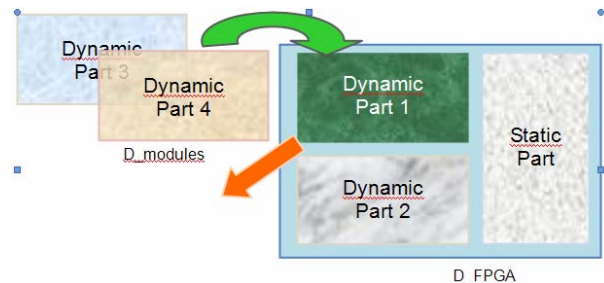 Dynamic
Part 3
Dynamic
Part 4
D_modules
Dynamic
Part 1
Dynamic
Part 2
Static
Part
D_FPGA